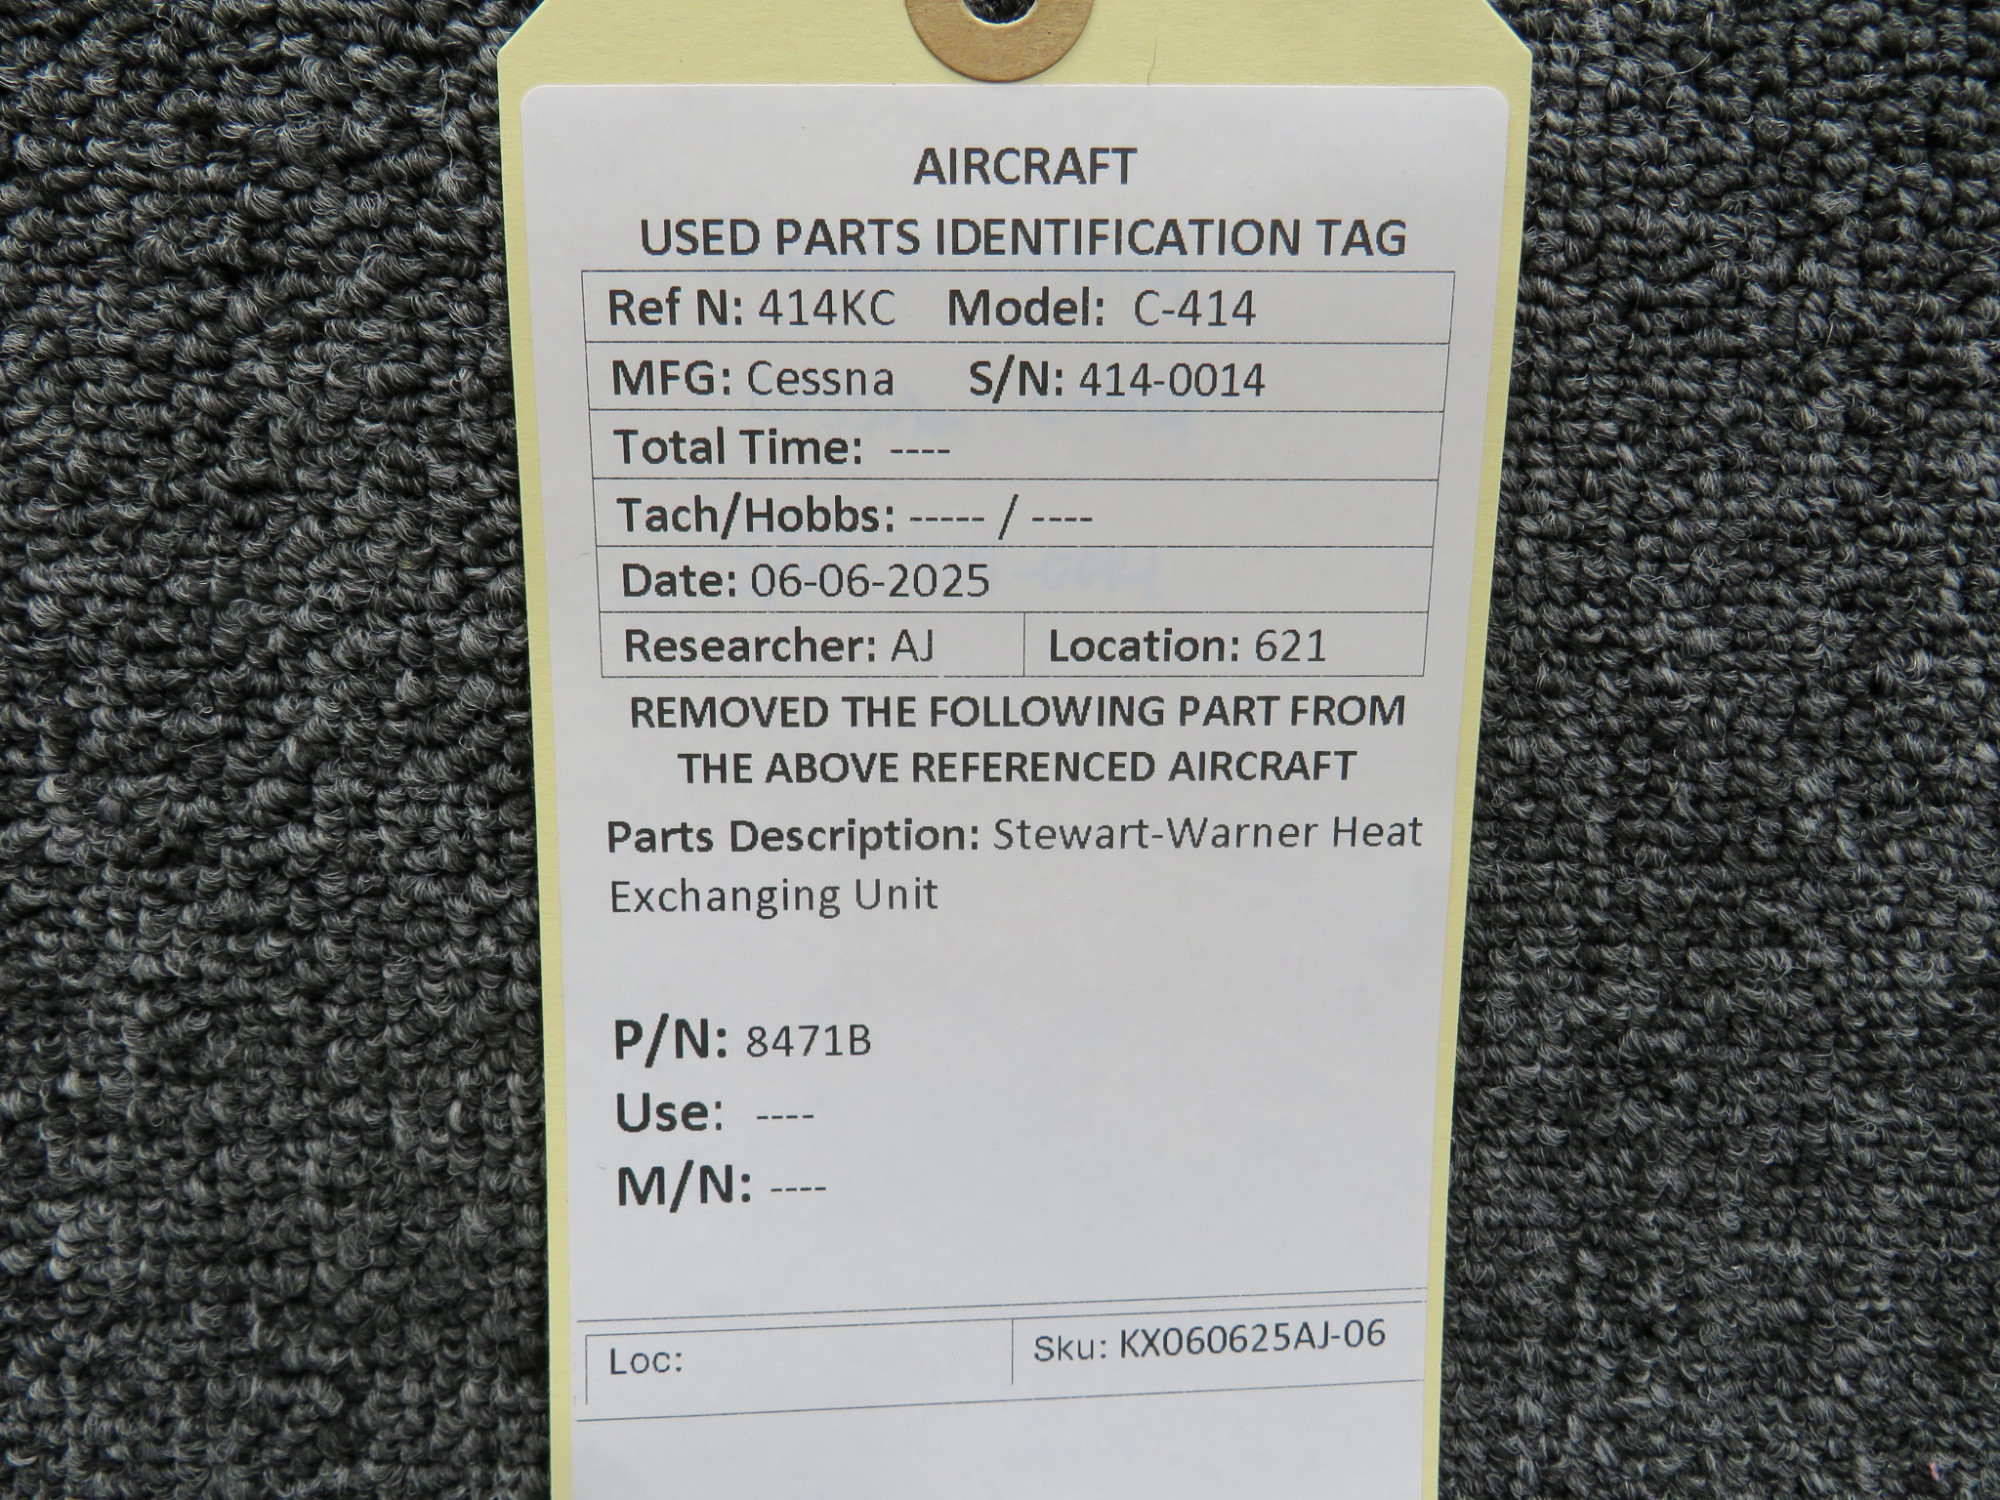 AIRCRAFT
USED PARTS IDENTIFICATION TAG
Ref N: 414KC Model: C-414
MFG: Cessna S/N: 414-0014
Total Time: ----
Tach/Hobbs: ----- / ----
Date: 06-06-2025
Researcher: AJ Location: 621
REMOVED THE FOLLOWING PART FROM
THE ABOVE REFERENCED AIRCRAFT
Parts Description: Stewart-Warner Heat
Exchanging Unit
P/N: 8471B
Use: ----
M/N: ----
Loc: Sku: KX060625AJ-06